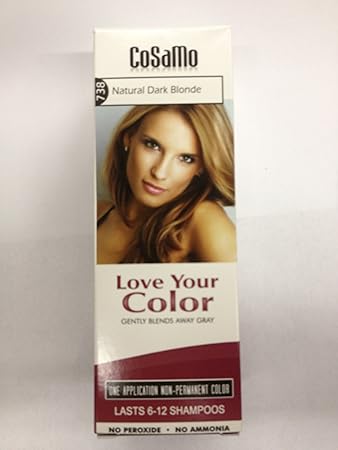 CoSaMo
738
Natural Dark Blonde
Love Your
Color
GENTLY BLENDS AWAY GRAY
ONE APPLICATION NON-PERMANENT COLOR
LASTS 6-12 SHAMPOOS
NO PEROXIDE • NO AMMONIA